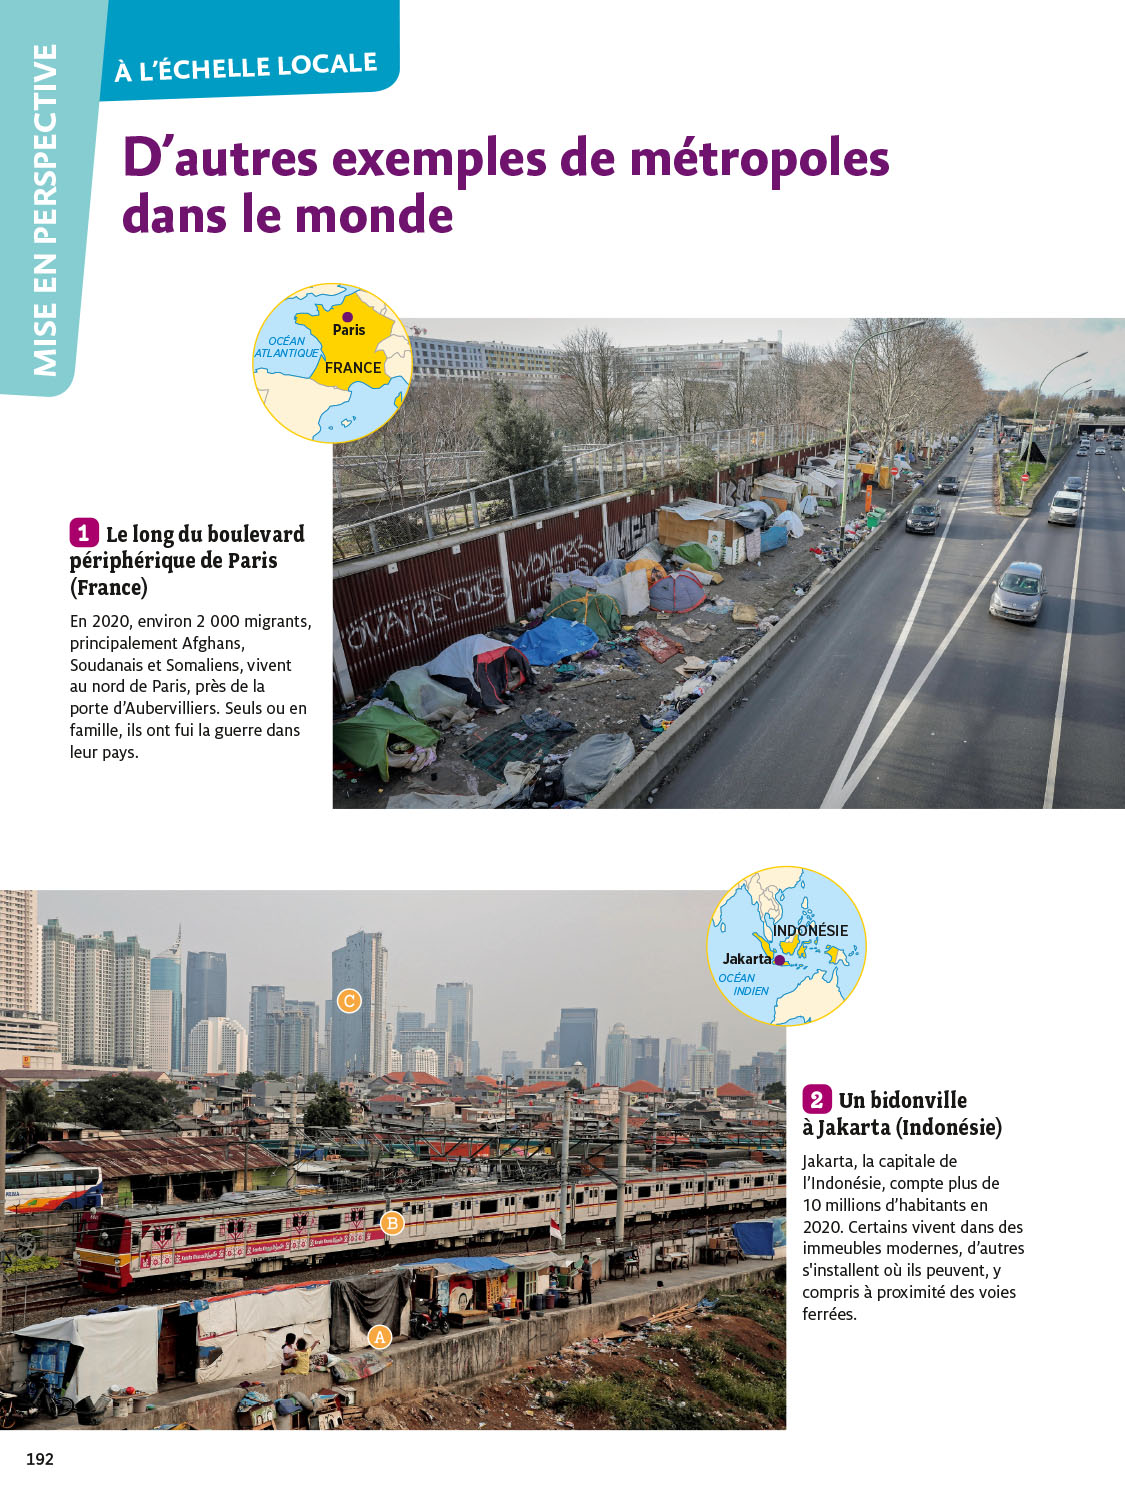 MISE EN PERSPECTIVE
À L'ÉCHELLE LOCALE
D'autres exemples de métropoles
dans le monde
OCÉAN
ATLANTIQUE
Paris
FRANCE
1 Le long du boulevard
périphérique de Paris
(France)
En 2020, environ 2 000 migrants,
principalement Afghans,
Soudanais et Somaliens, vivent
au nord de Paris, près de la
porte d'Aubervilliers. Seuls ou en
famille, ils ont fui la guerre dans
leur pays.
INDONÉSIE
Jakarta
OCÉAN
INDIEN
C
B
A
2 Un bidonville
à Jakarta (Indonésie)
Jakarta, la capitale de
l'Indonésie, compte plus de
10 millions d'habitants en
2020. Certains vivent dans des
immeubles modernes, d'autres
s'installent où ils peuvent, y
compris à proximité des voies
ferrées.
192